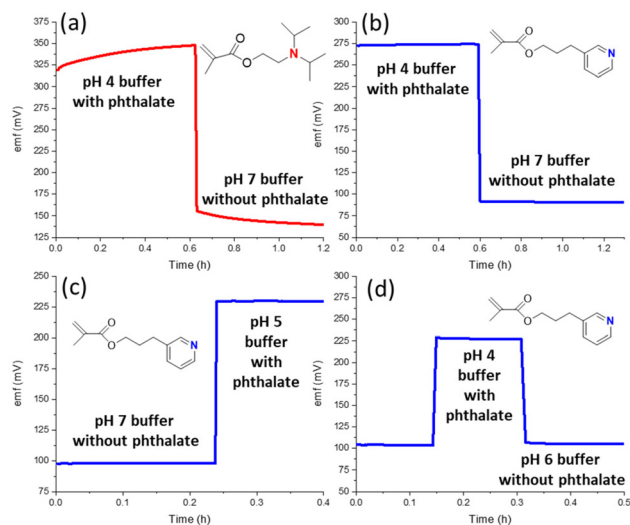 (a)
375
350
325
300
275
250
225
200
175
150
125
emf (mV)
0.0 0.2 0.4 0.6 0.8 1.0 1.2
Time (h)
pH 4 buffer
with phthalate
pH 7 buffer
without phthalate
O
O
N
(b)
300
275
250
225
200
175
150
125
100
75
50
emf (mV)
0.0 0.2 0.4 0.6 0.8 1.0 1.2
Time (h)
pH 4 buffer
with phthalate
pH 7 buffer
without phthalate
O
O
N
(c)
250
225
200
175
150
125
100
75
emf (mV)
0.0 0.1 0.2 0.3 0.4
Time (h)
pH 7 buffer
without phthalate
pH 5
buffer
with
phthalate
O
O
N
(d)
300
275
250
225
200
175
150
125
100
75
50
emf (mV)
0.0 0.1 0.2 0.3 0.4 0.5
Time (h)
pH 4
buffer
with
phthalate
pH 6 buffer
without phthalate
O
O
N